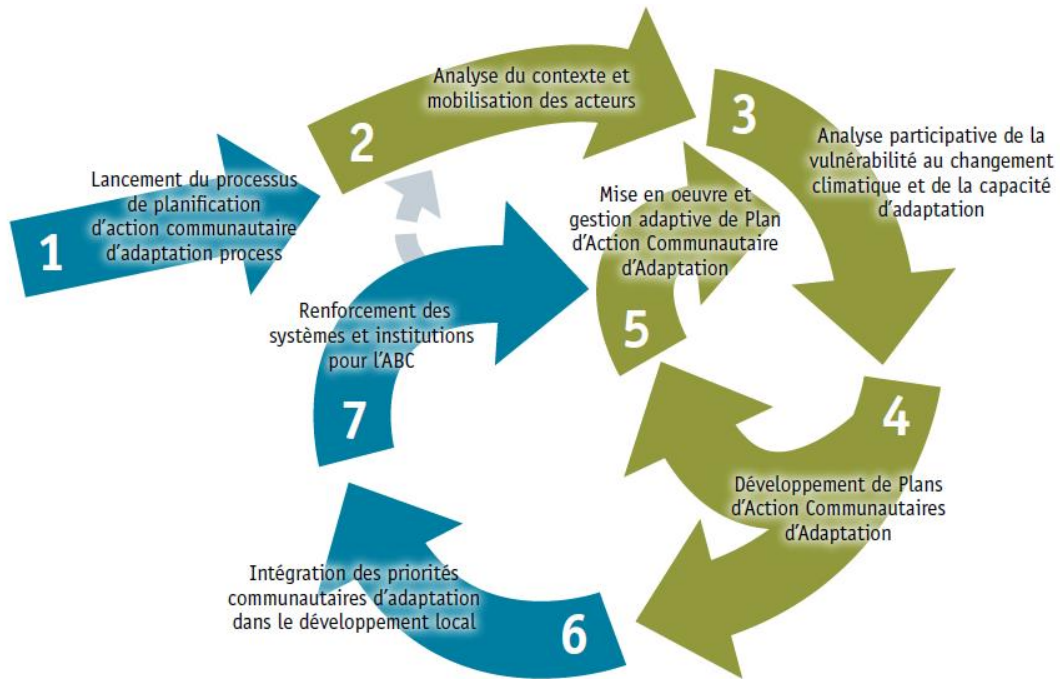 1
Lancement du processus
de planification
d'action communautaire
d'adaptation process
2
Analyse du contexte et
mobilisation des acteurs
3
Analyse participative de la
vulnérabilité au changement
climatique et de la capacité
d'adaptation
4
Développement de Plans
d'Action Communautaires
d'Adaptation
5
Mise en oeuvre et
gestion adaptive de Plan
d'Action Communautaire
d'Adaptation
6
Intégration des priorités
communautaires d'adaptation
dans le développement local
7
Renforcement des
systèmes et institutions
pour l'ABC